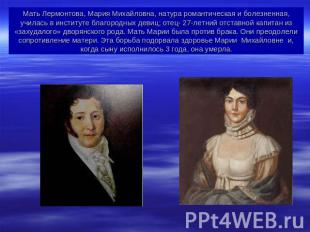 Мать Лермонтова, Мария Михайловна, натура романтическая и болезненная,
училась в институте благородных девиц; отец- 27-летний отставной капитан из
«захудалого» дворянского рода. Мать Марии была против брака. Они преодолели
сопротивление матери. Эта борьба подорвала здоровье Марии Михайловне и,
когда сыну исполнилось 3 года, она умерла.
PPt4WEB.ru